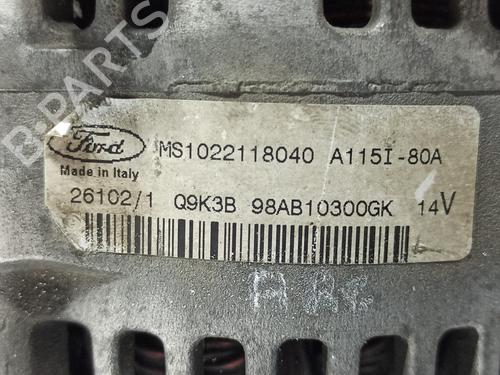 B-PARTS
Ford
MS1022118040 A115I-80A
Made in Italy
26102/1 Q9K3B 98AB10300GK 14V